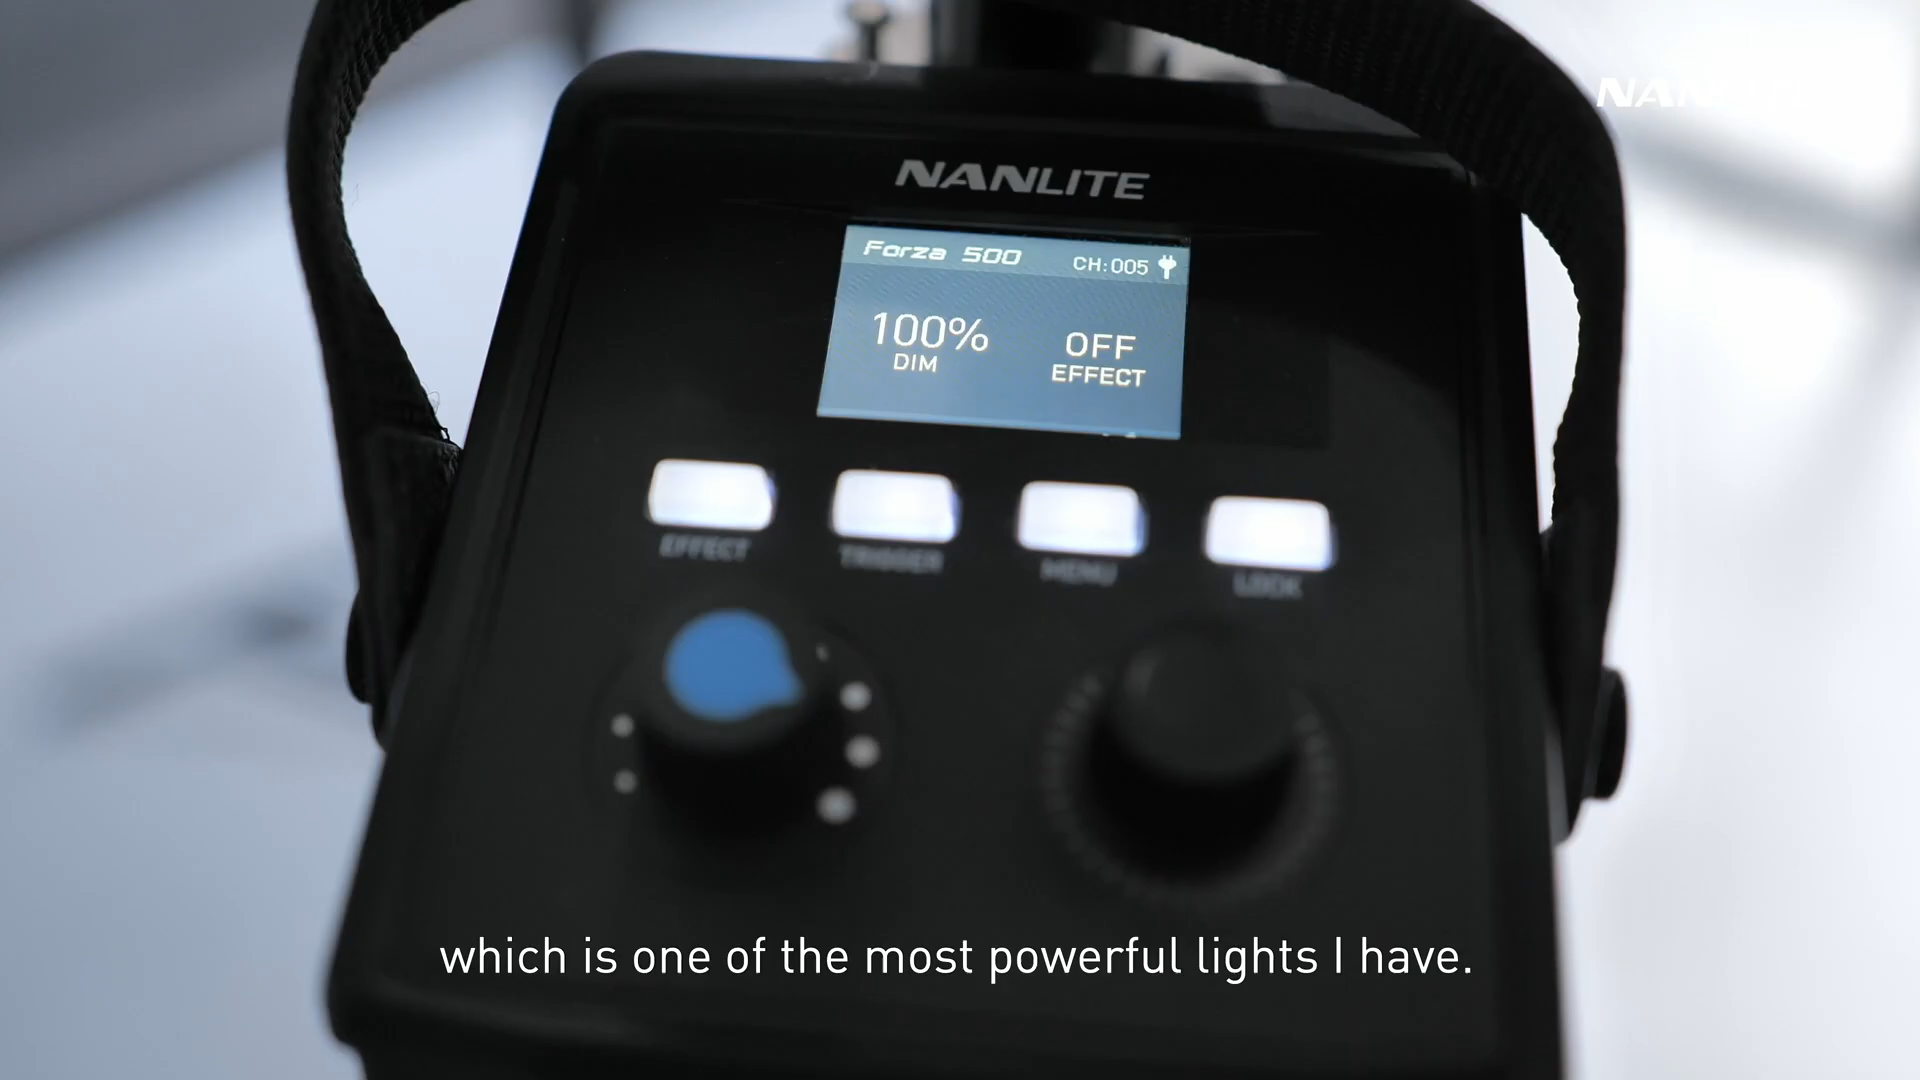 NANLITE
Forza 500 CH:005
100% OFF
DIM EFFECT
EFFECT TRIGGER MENU LOCK
which is one of the most powerful lights I have.